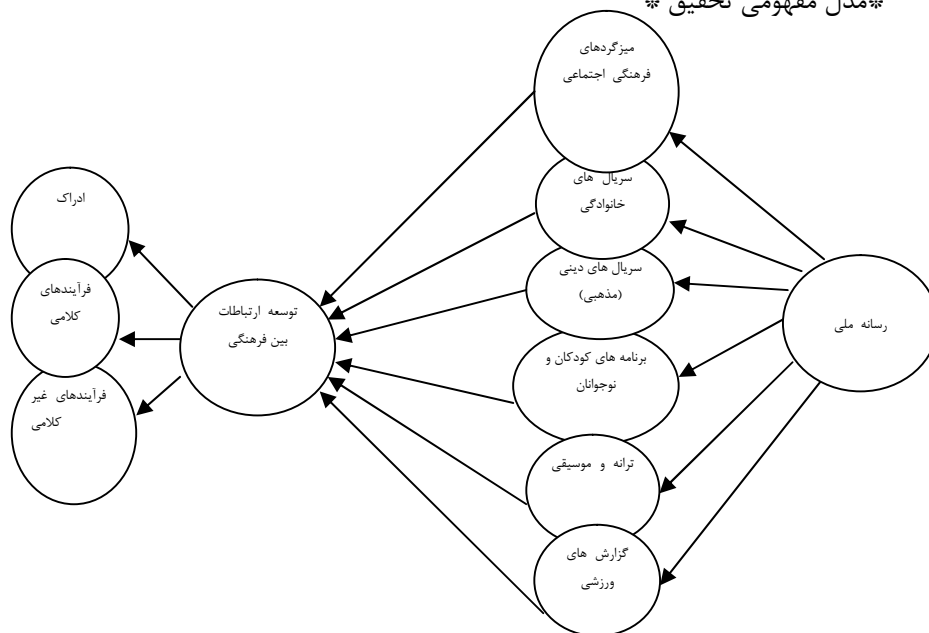 *مدل مفهومی تحقیق *
میزگردهای
فرهنگی اجتماعی
سریال های
خانوادگی
سریال های دینی
(مذهبی)
برنامه های کودکان و
نوجوانان
ترانه و موسیقی
گزارش های
ورزشی
رسانه ملی
توسعه ارتباطات
بین فرهنگی
ادراک
فرآیندهای
کلامی
فرآیندهای غیر
کلامی